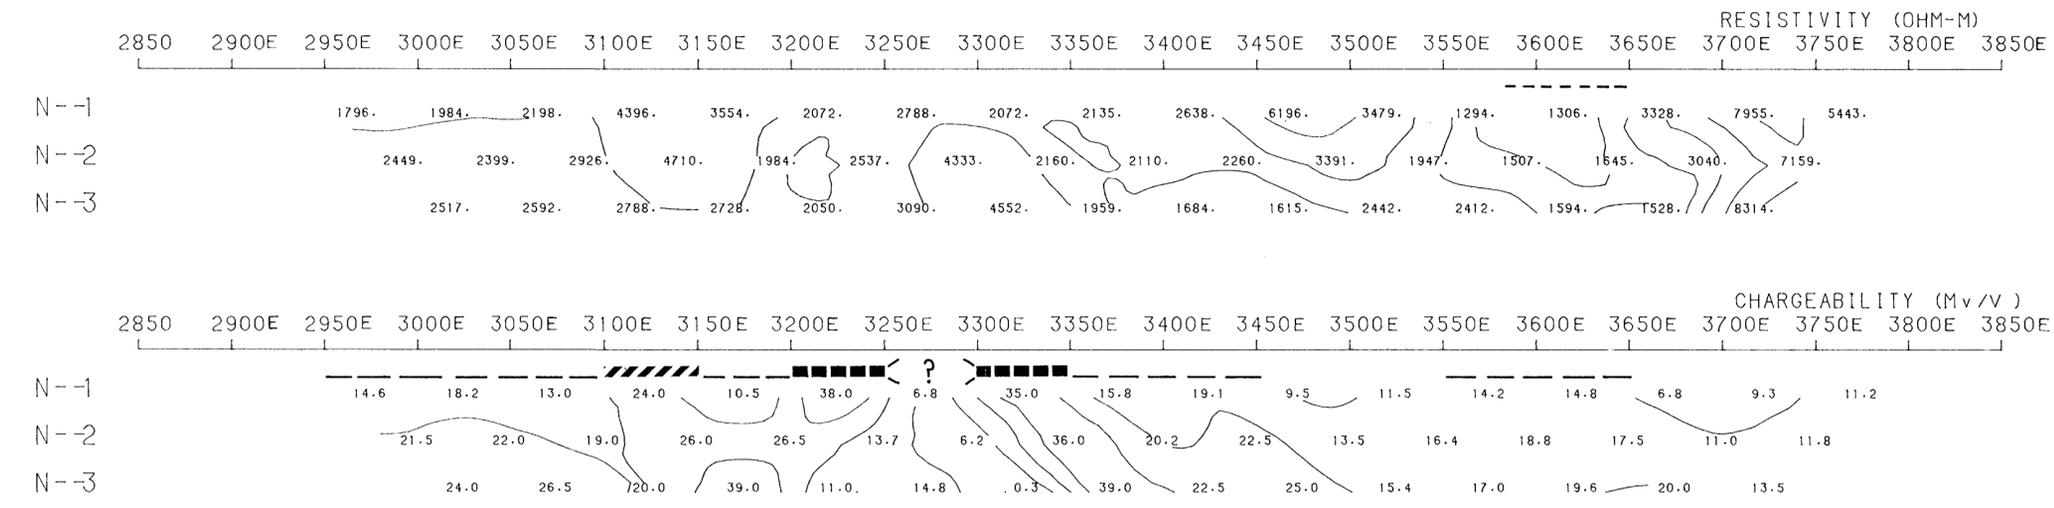 RESISTIVITY (OHM-M)
2850 2900E 2950E 3000E 3050E 3100E 3150E 3200E 3250E 3300E 3350E 3400E 3450E 3500E 3550E 3600E 3650E 3700E 3750E 3800E 3850E
N--1 1796. 1984. 2198. 4396. 3554. 2072. 2788. 2072. 2135. 2638. 6196. 3479. 1294. 1306. 3328. 7955. 5443.
N--2 2449. 2399. 2926. 4710. 1984. 2537. 4333. 2160. 2110. 2260. 3391. 1947. 1507. 1645. 3040. 7159.
N--3 2517. 2592. 2788. 2728. 2050. 3090. 4552. 1959. 1684. 1615. 2442. 2412. 1594. 1528. 8314.
CHARGEABILITY (Mv/V)
2850 2900E 2950E 3000E 3050E 3100E 3150E 3200E 3250E 3300E 3350E 3400E 3450E 3500E 3550E 3600E 3650E 3700E 3750E 3800E 3850E
?
N--1 14.6 18.2 13.0 24.0 10.5 38.0 6.8 35.0 15.8 19.1 9.5 11.5 14.2 14.8 6.8 9.3 11.2
N--2 21.5 22.0 19.0 26.0 26.5 13.7 6.2 36.0 20.2 22.5 13.5 16.4 18.8 17.5 11.0 11.8
N--3 24.0 26.5 20.0 39.0 11.0 14.8 0.3 39.0 22.5 25.0 15.4 17.0 19.6 20.0 13.5